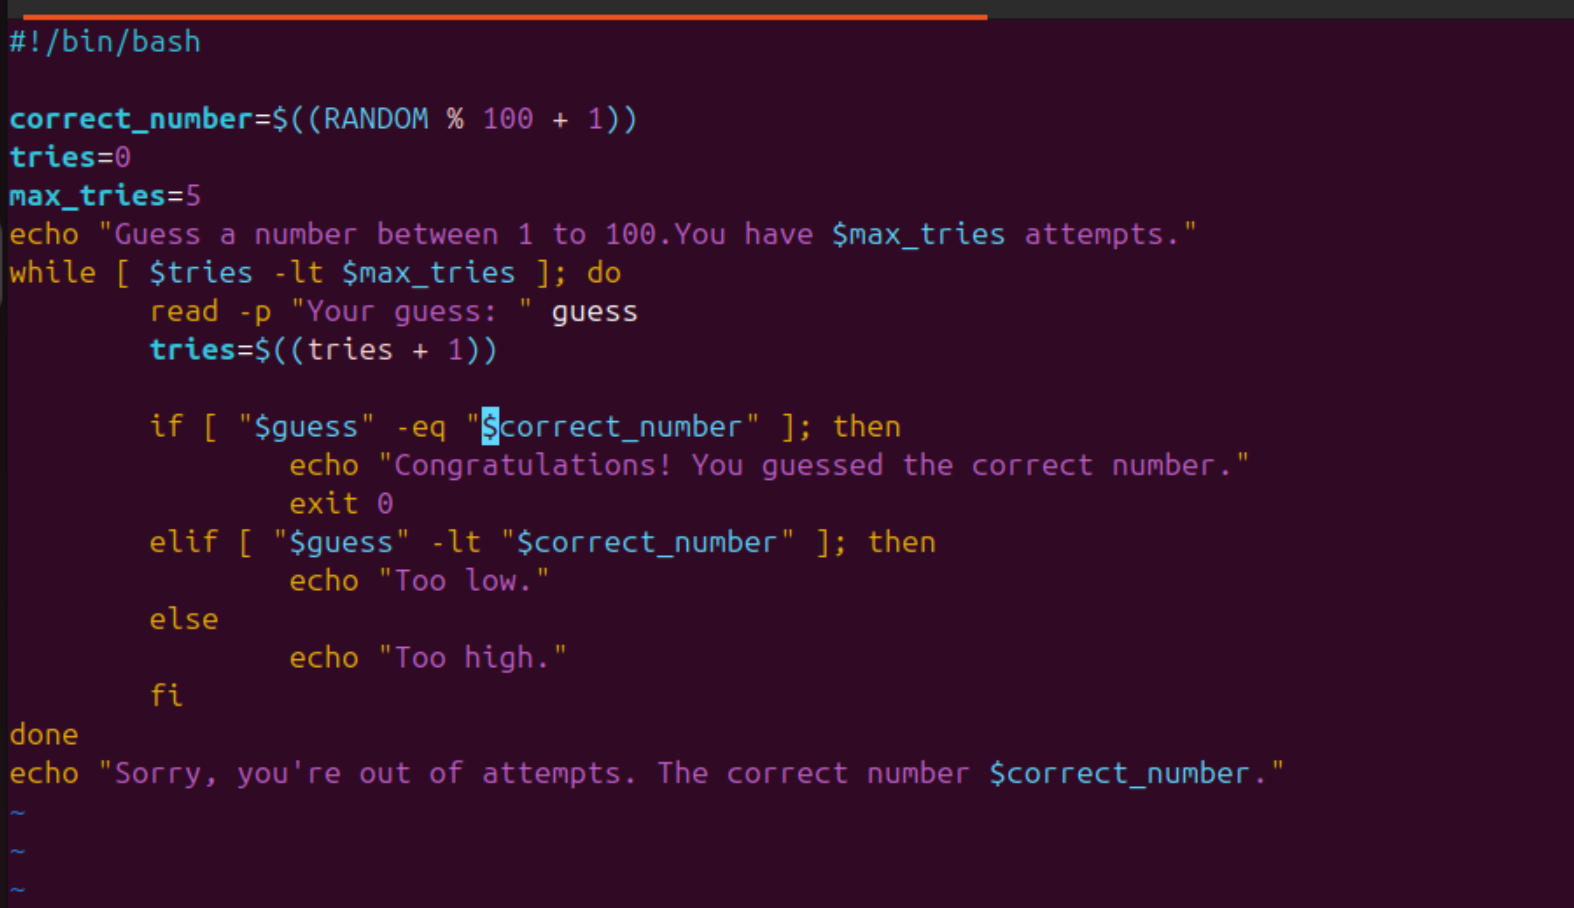 #!/bin/bash

correct_number=$((RANDOM % 100 + 1))
tries=0
max_tries=5
echo "Guess a number between 1 to 100.You have $max_tries attempts."
while [ $tries -lt $max_tries ]; do
        read -p "Your guess: " guess
        tries=$((tries + 1))

        if [ "$guess" -eq "$correct_number" ]; then
                echo "Congratulations! You guessed the correct number."
                exit 0
        elif [ "$guess" -lt "$correct_number" ]; then
                echo "Too low."
        else
                echo "Too high."
        fi
done
echo "Sorry, you're out of attempts. The correct number $correct_number."
~
~
~